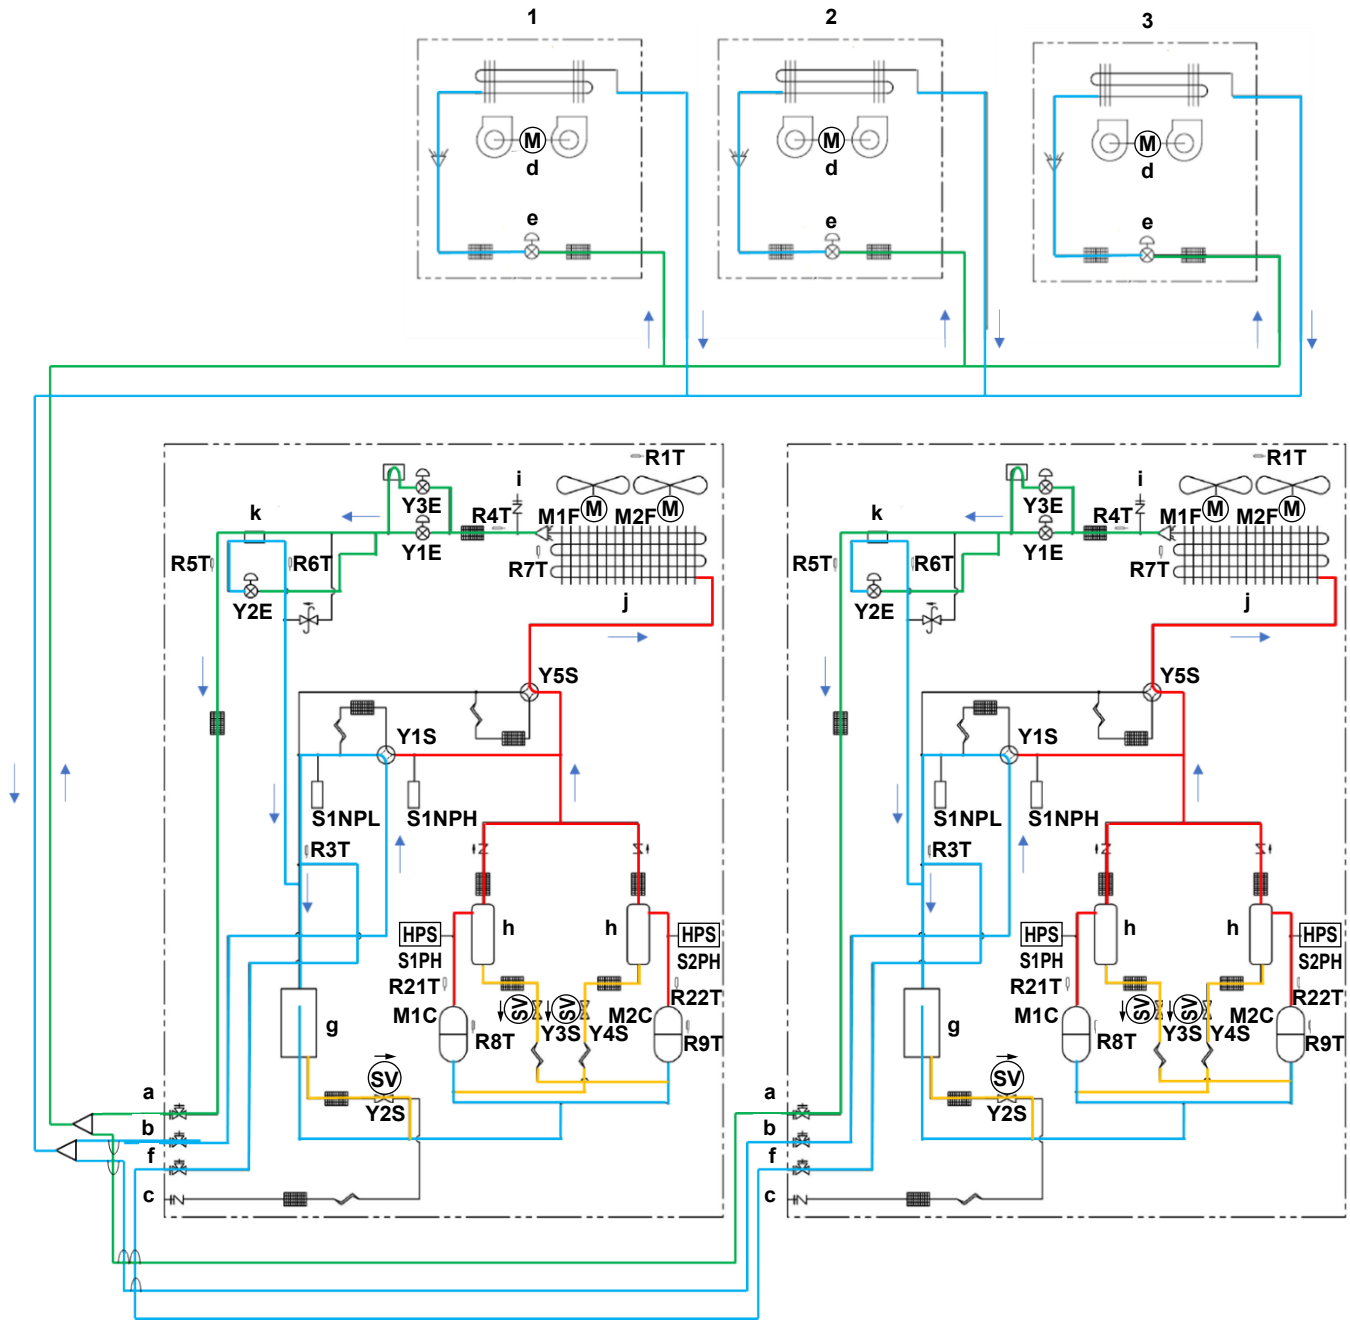 1 2 3
M M M
d d d
e e e
R1T R1T
i i
Y3E Y3E
k R4T M1F M M2F M k R4T M1F M M2F M
Y1E Y1E
R5T R6T R7T R5T R6T R7T
Y2E j Y2E j
Y5S Y5S
Y1S Y1S
S1NPL S1NPH S1NPL S1NPH
R3T R3T
HPS h h HPS HPS h h HPS
S1PH S2PH S1PH S2PH
R21T R22T R21T R22T
M1C SV SV M2C M1C SV SV M2C
g R8T Y3S Y4S R9T g R8T Y3S Y4S R9T
SV SV
a Y2S a Y2S
b b
f f
c c